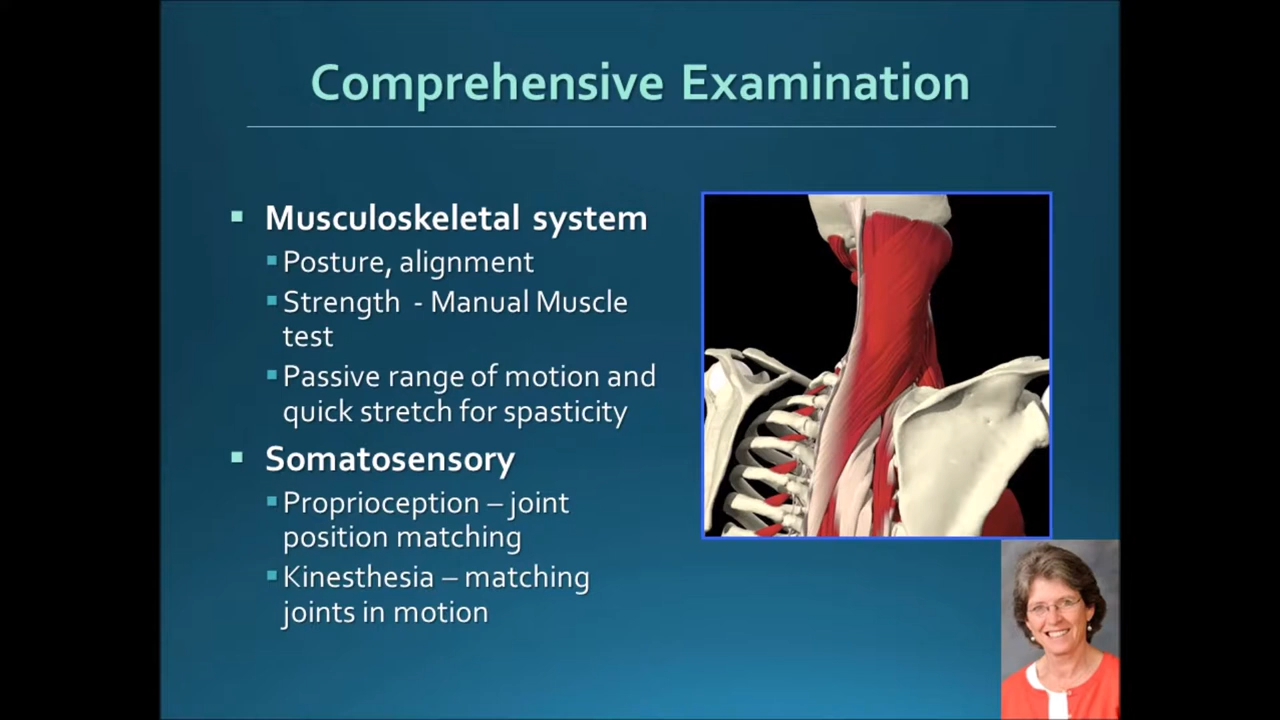 Comprehensive Examination
Musculoskeletal system
Posture, alignment
Strength - Manual Muscle
test
Passive range of motion and
quick stretch for spasticity
Somatosensory
Proprioception – joint
position matching
Kinesthesia – matching
joints in motion